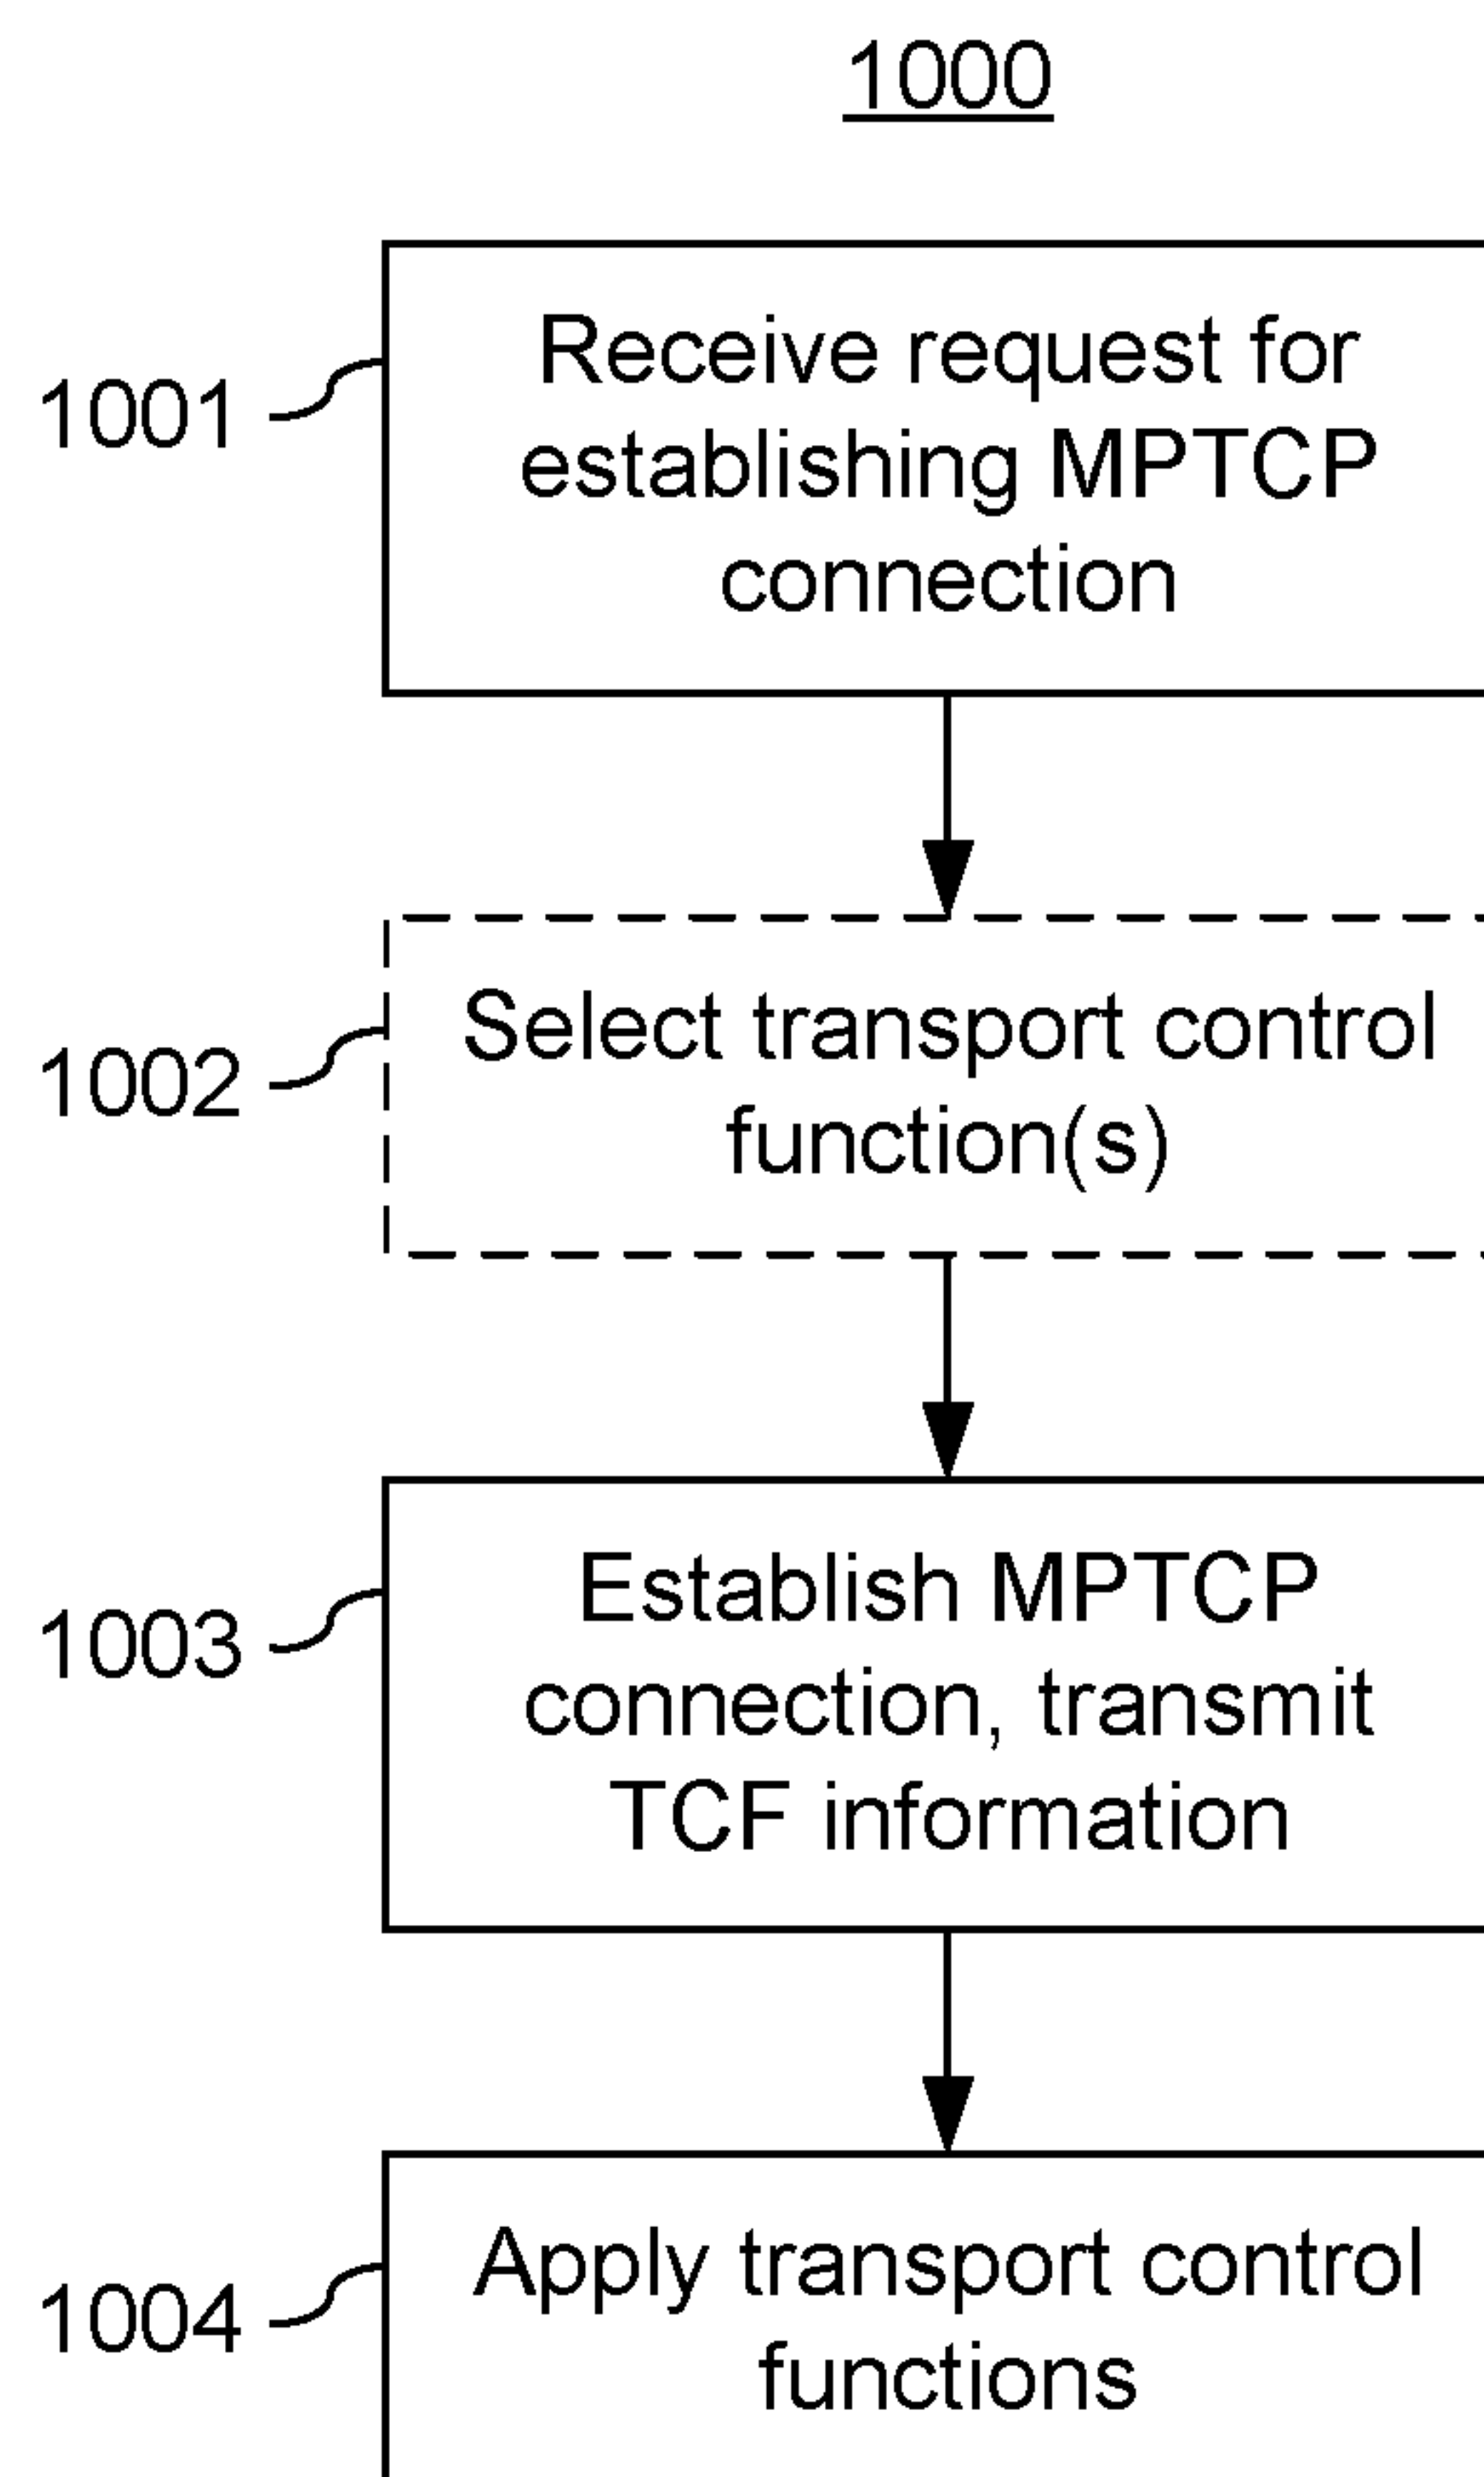 1000
1001
Receive request for
establishing MPTCP
connection
1002
Select transport control
function(s)
1003
Establish MPTCP
connection, transmit
TCF information
1004
Apply transport control
functions